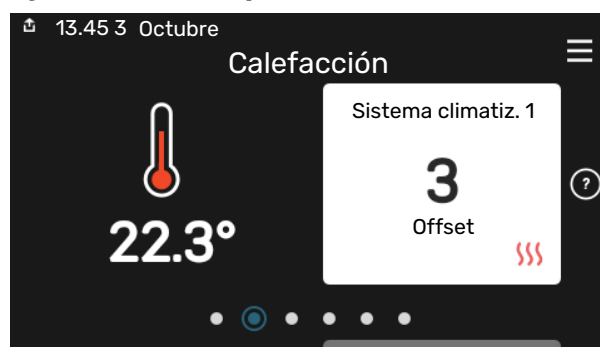 13.45 3 Octubre
Calefacción
Sistema climatiz. 1
3
Offset
22.3°
?